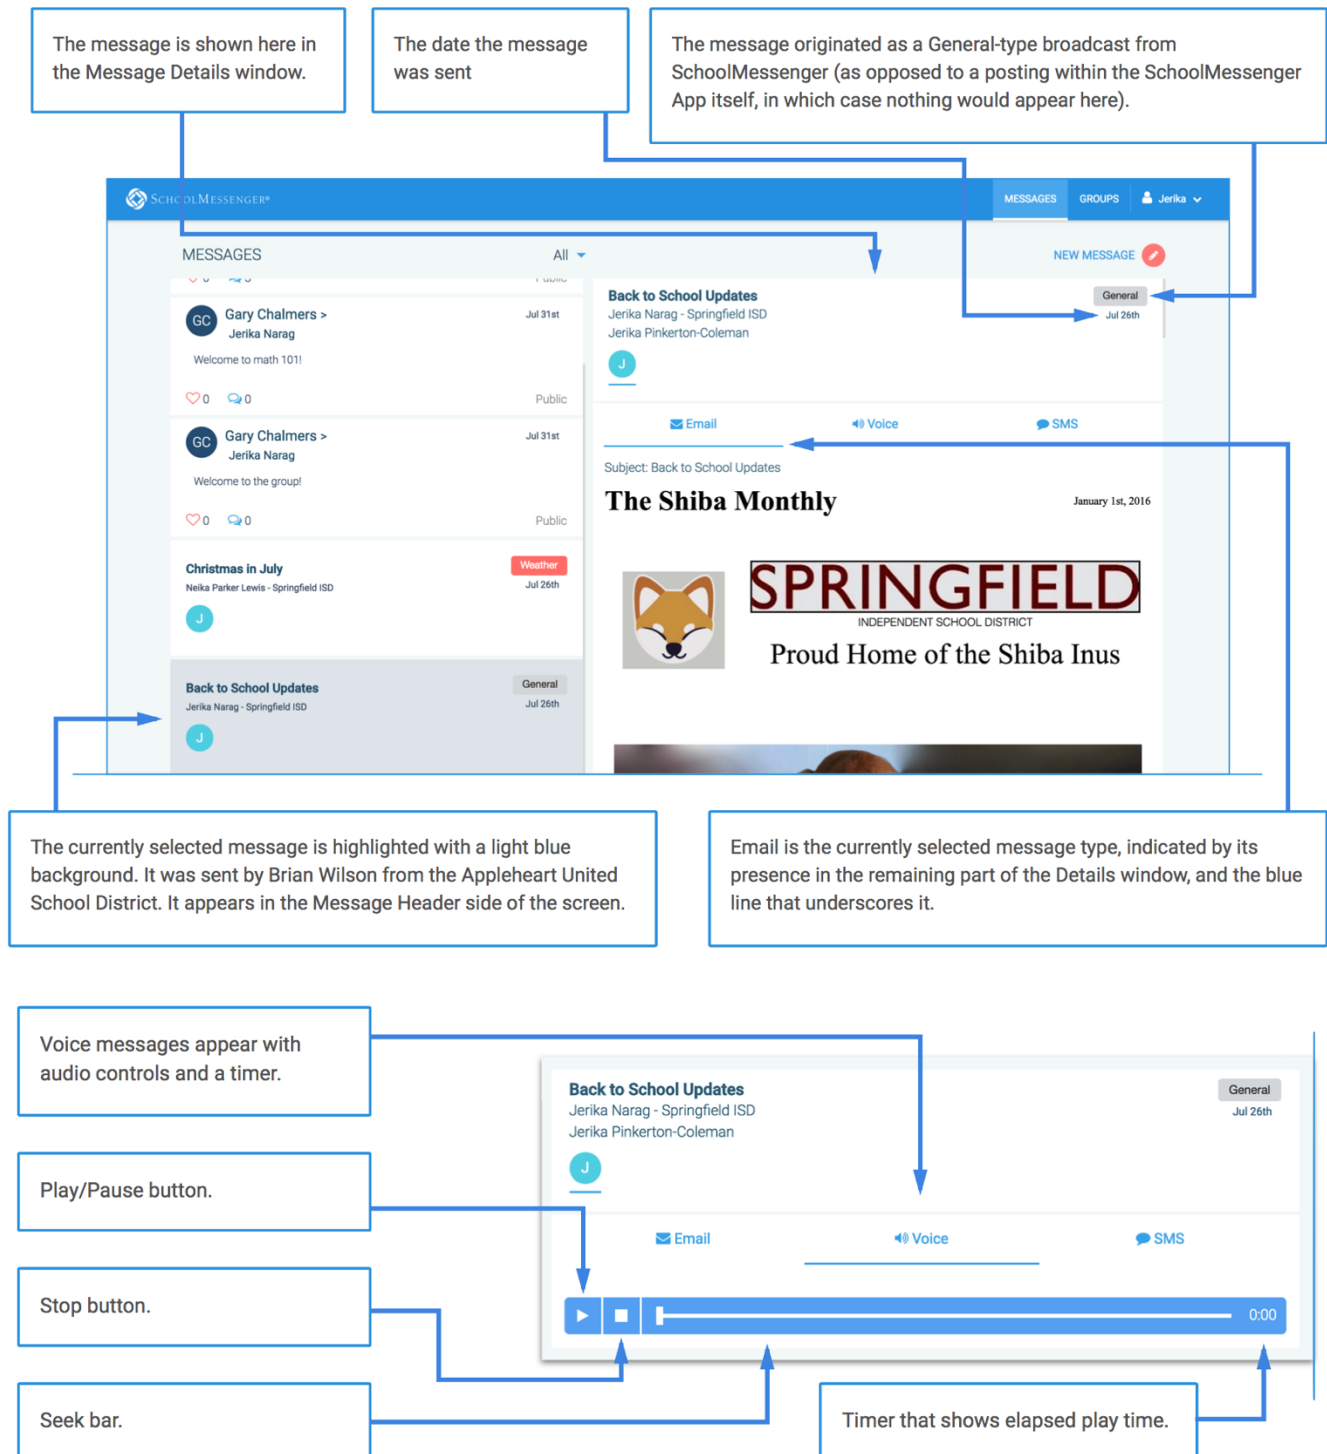 The message is shown here in
the Message Details window.
The date the message
was sent
The message originated as a General-type broadcast from
SchoolMessenger (as opposed to a posting within the SchoolMessenger
App itself, in which case nothing would appear here).
SCHOOLMESSENGER®
MESSAGES GROUPS Jerika
MESSAGES All
NEW MESSAGE
Public
Gary Chalmers >
Jul 31st
GC
Jerika Narag
Welcome to math 101!
0 0 Public
Gary Chalmers >
Jul 31st
GC
Jerika Narag
Welcome to the group!
0 0 Public
Christmas in July
Weather
Neika Parker Lewis - Springfield ISD
Jul 26th
J
Back to School Updates
General
Jerika Narag - Springfield ISD
Jul 26th
J
Back to School Updates
General
Jerika Narag - Springfield ISD
Jul 26th
Jerika Pinkerton-Coleman
J
Email Voice SMS
Subject: Back to School Updates
The Shiba Monthly
January 1st, 2016
SPRINGFIELD
INDEPENDENT SCHOOL DISTRICT
Proud Home of the Shiba Inus
The currently selected message is highlighted with a light blue
background. It was sent by Brian Wilson from the Appleheart United
School District. It appears in the Message Header side of the screen.
Email is the currently selected message type, indicated by its
presence in the remaining part of the Details window, and the blue
line that underscores it.
Voice messages appear with
audio controls and a timer.
Play/Pause button.
Stop button.
Seek bar.
Back to School Updates
General
Jerika Narag - Springfield ISD
Jul 26th
Jerika Pinkerton-Coleman
J
Email Voice SMS
0:00
Timer that shows elapsed play time.